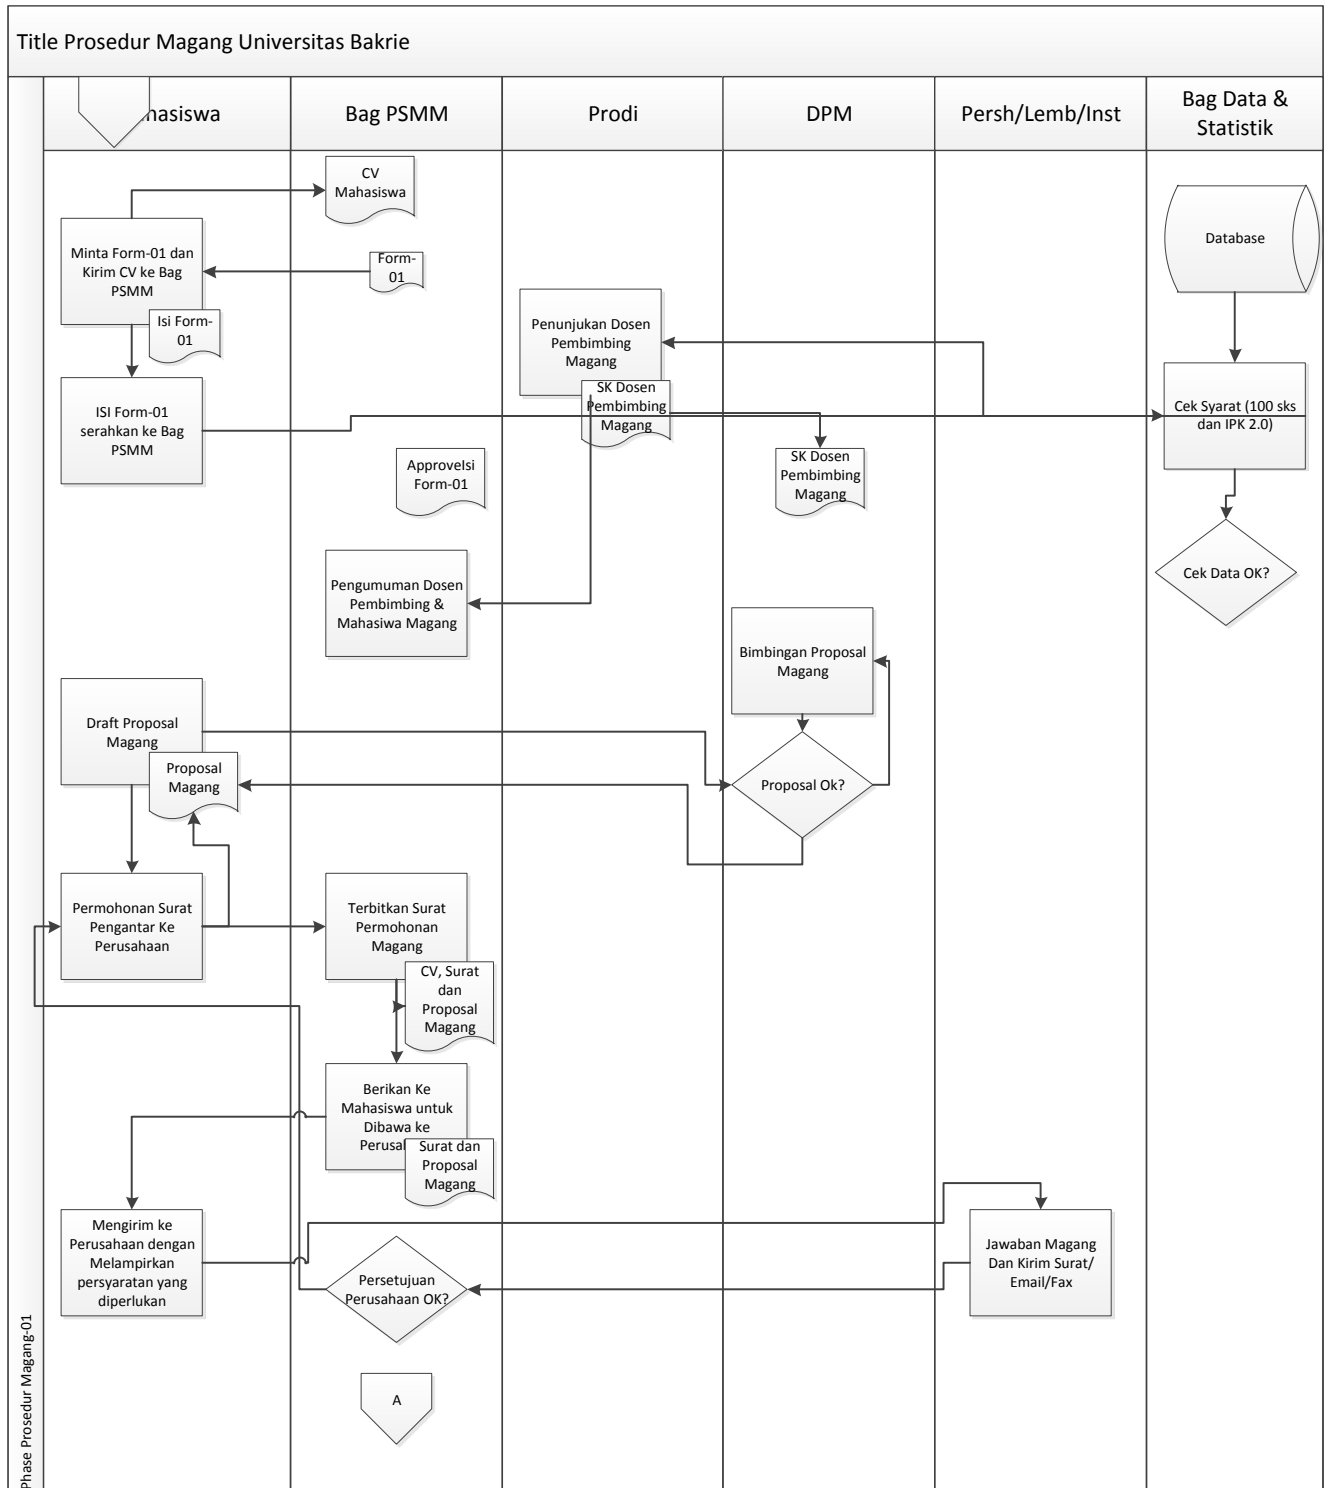 Title Prosedur Magang Universitas Bakrie
hasiswa
Bag PSMM
Prodi
DPM
Persh/Lemb/Inst
Bag Data &
Statistik
CV
Mahasiswa
Minta Form-01 dan
Kirim CV ke Bag
PSMM
Form-
01
Isi Form-
01
Penunjukan Dosen
Pembimbing
Magang
SK Dosen
Pembimbing
Magang
Database
ISI Form-01
serahkan ke Bag
PSMM
Cek Syarat (100 sks
dan IPK 2.0)
ApproveIsi
Form-01
SK Dosen
Pembimbing
Magang
Cek Data OK?
Pengumuman Dosen
Pembimbing &
Mahasiwa Magang
Bimbingan Proposal
Magang
Draft Proposal
Magang
Proposal
Magang
Proposal Ok?
Permohonan Surat
Pengantar Ke
Perusahaan
Terbitkan Surat
Permohonan
Magang
CV, Surat
dan
Proposal
Magang
Berikan Ke
Mahasiswa untuk
Dibawa ke
Perusa
Surat dan
Proposal
Magang
Mengirim ke
Perusahaan dengan
Melampirkan
persyaratan yang
diperlukan
Persetujuan
Perusahaan OK?
Jawaban Magang
Dan Kirim Surat/
Email/Fax
A
Phase Prosedur Magang-01